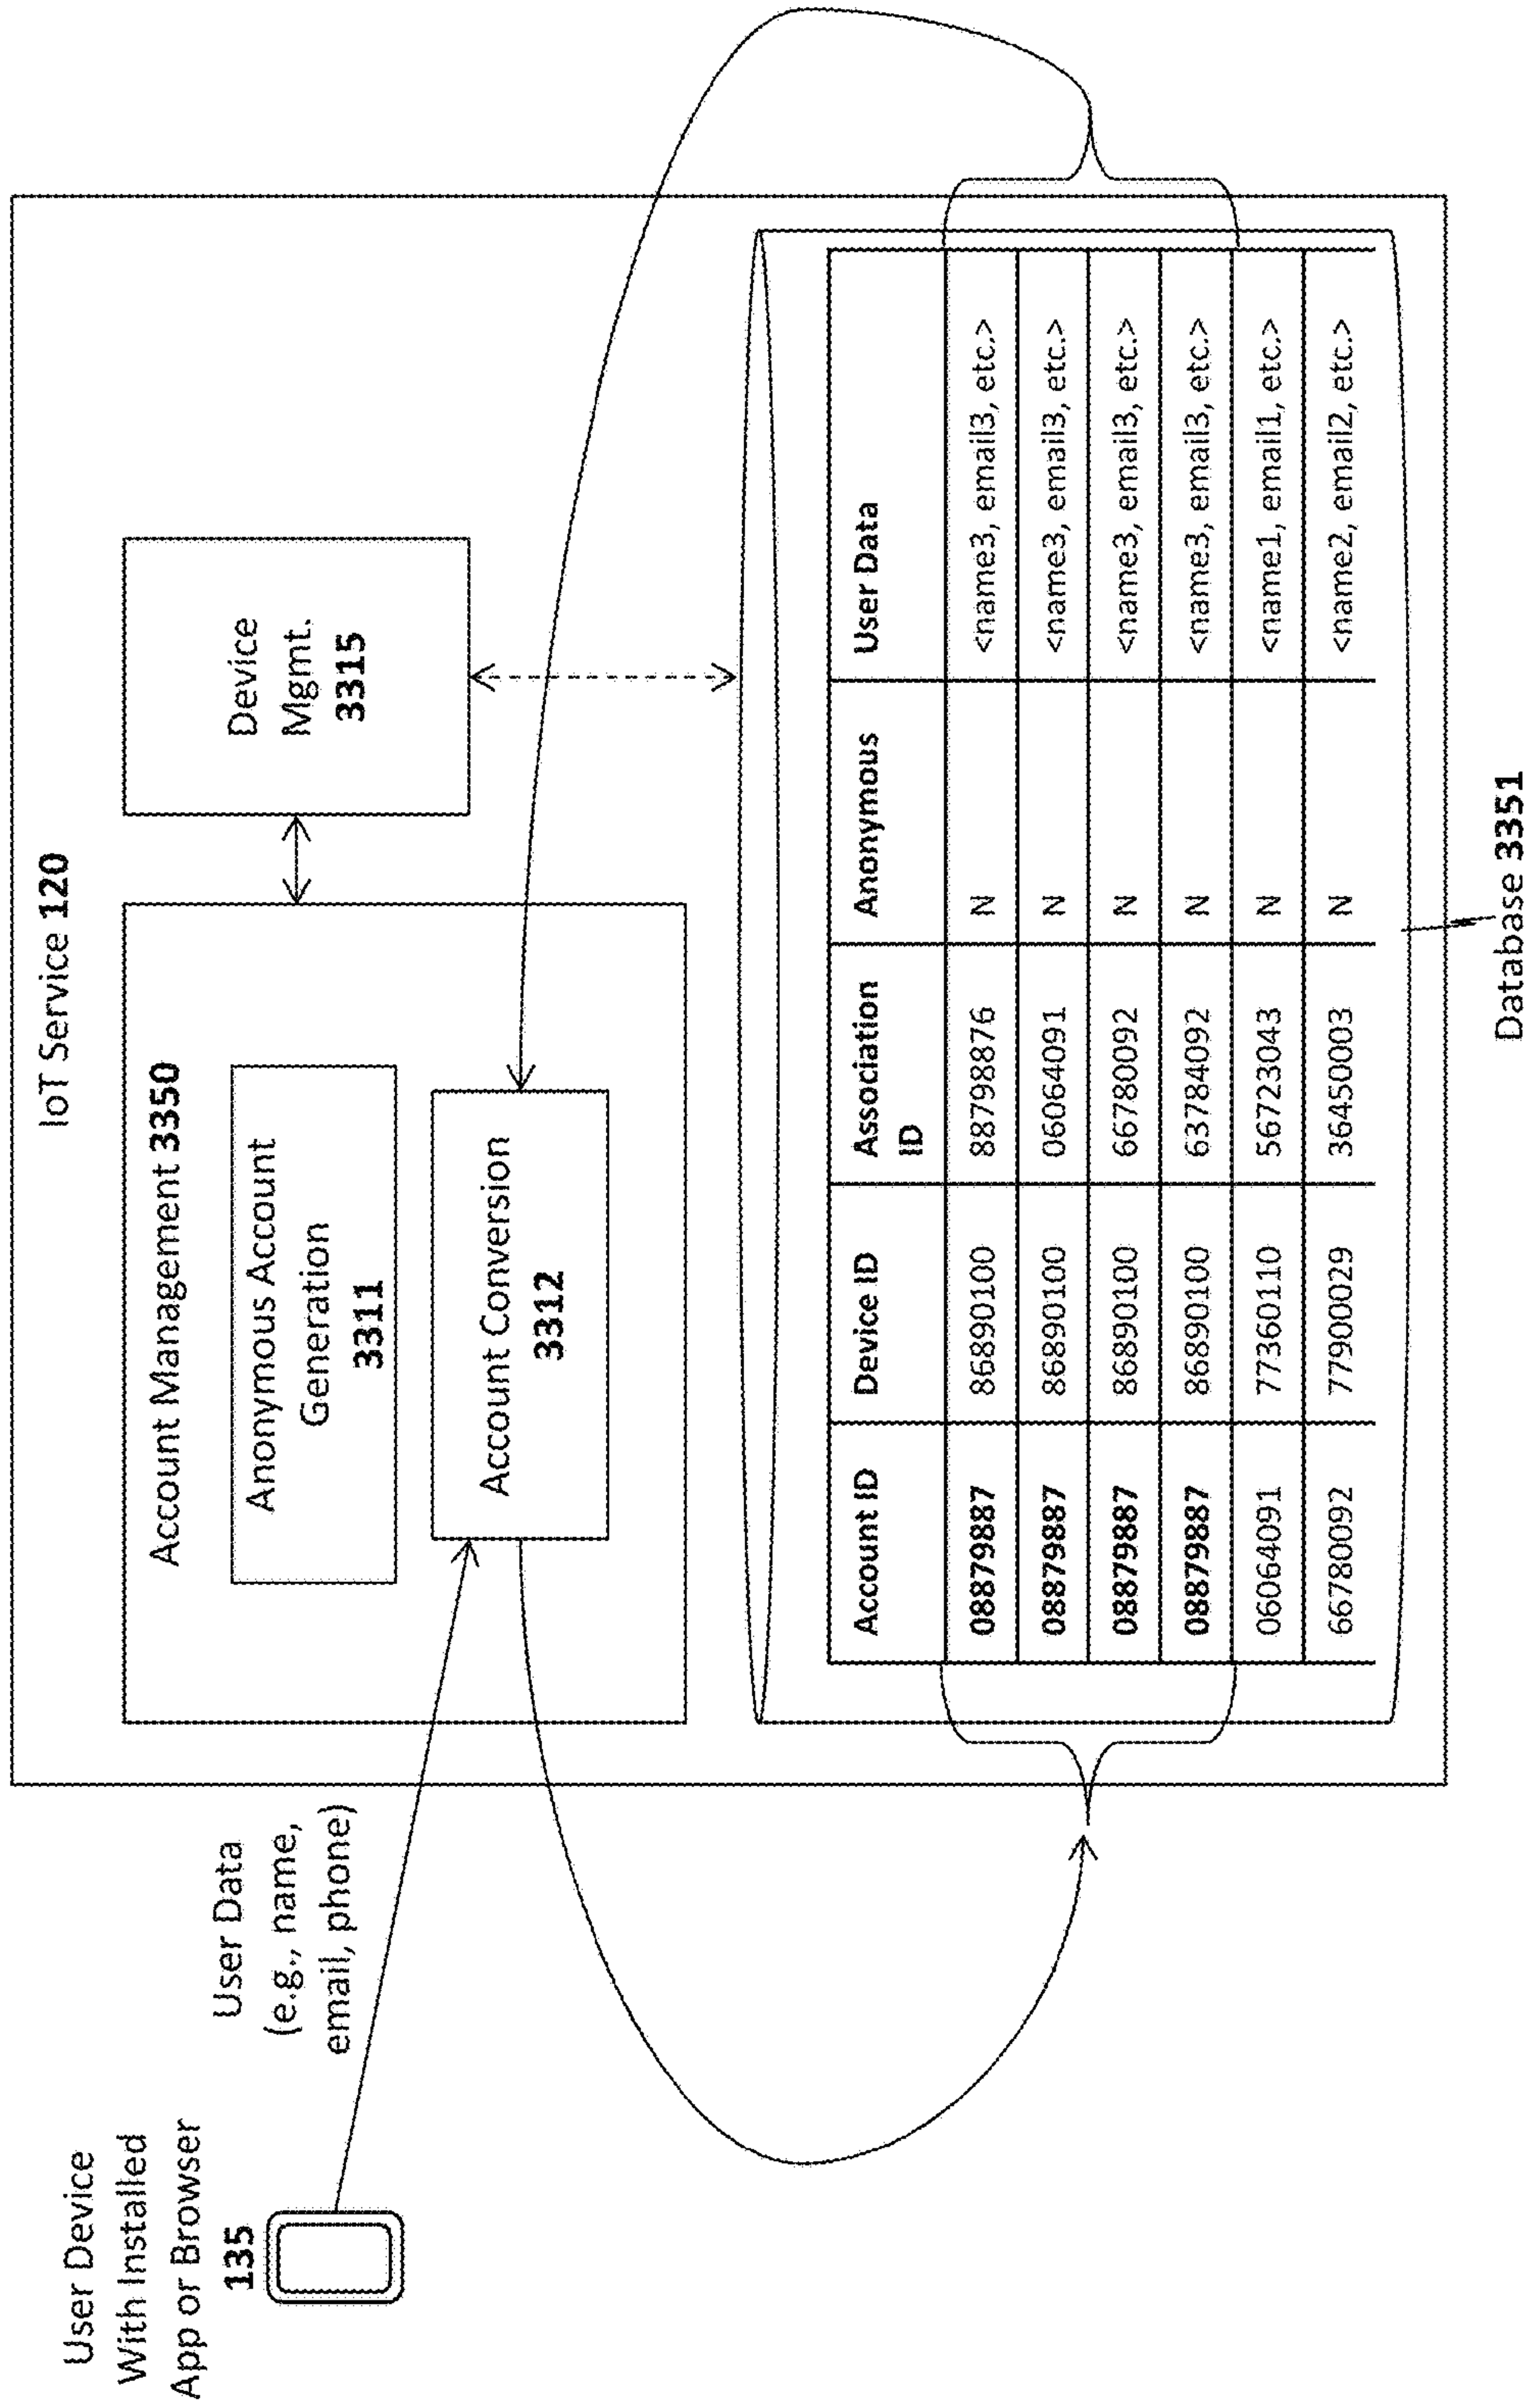 IoT Service 120
User Device
With Installed
App or Browser
135
User Data
(e.g., name,
email, phone)
Account Management 3350
Anonymous Account
Generation
3311
Account Conversion
3312
Device
Mgmt.
3315
Account ID Device ID Association ID Anonymous User Data
08879887 86890100 88798876 N <name3, email3, etc.>
08879887 86890100 06064091 N <name3, email3, etc.>
08879887 86890100 66780092 N <name3, email3, etc.>
08879887 86890100 63784092 N <name3, email3, etc.>
06064091 77360110 56723043 N <name1, email1, etc.>
66780092 77900029 36450003 N <name2, email2, etc.>
Database 3351